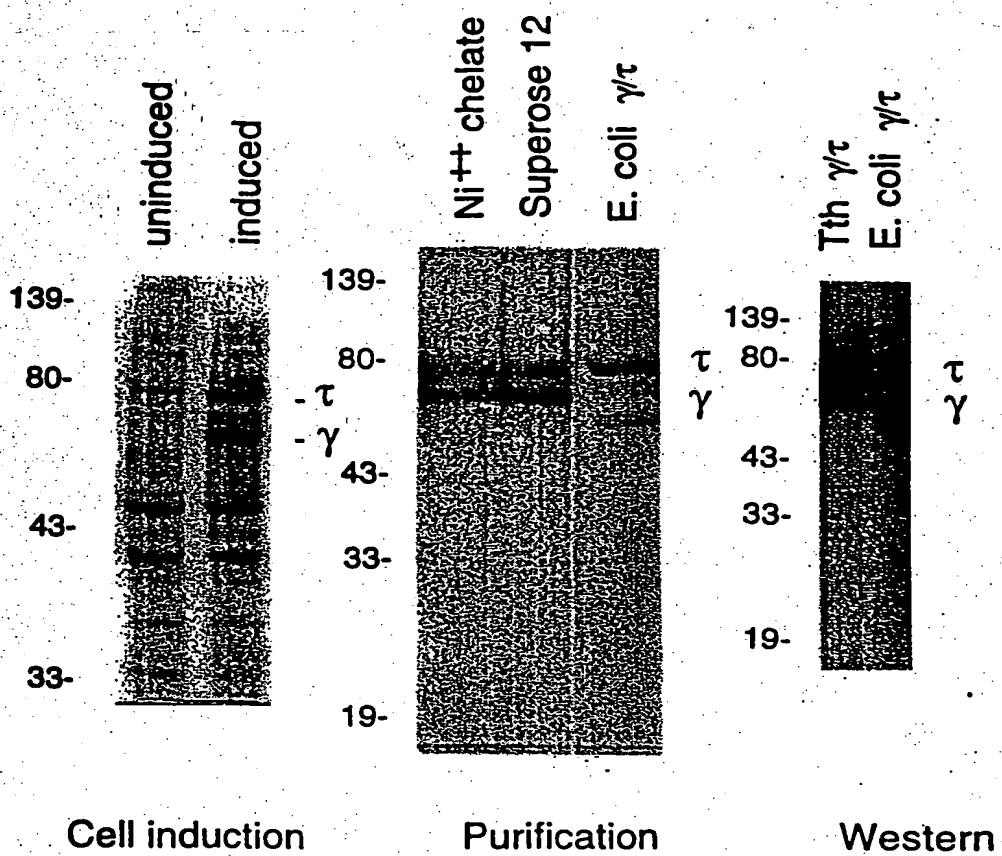 uninduced
induced
139-
80-
43-
33-
- τ
- γ
Cell induction
Ni++ chelate
Superose 12
E. coli γ/τ
139-
80-
43-
33-
19-
τ
γ
Purification
Tth γ/τ
E. coli γ/τ
139-
80-
43-
33-
19-
τ
γ
Western